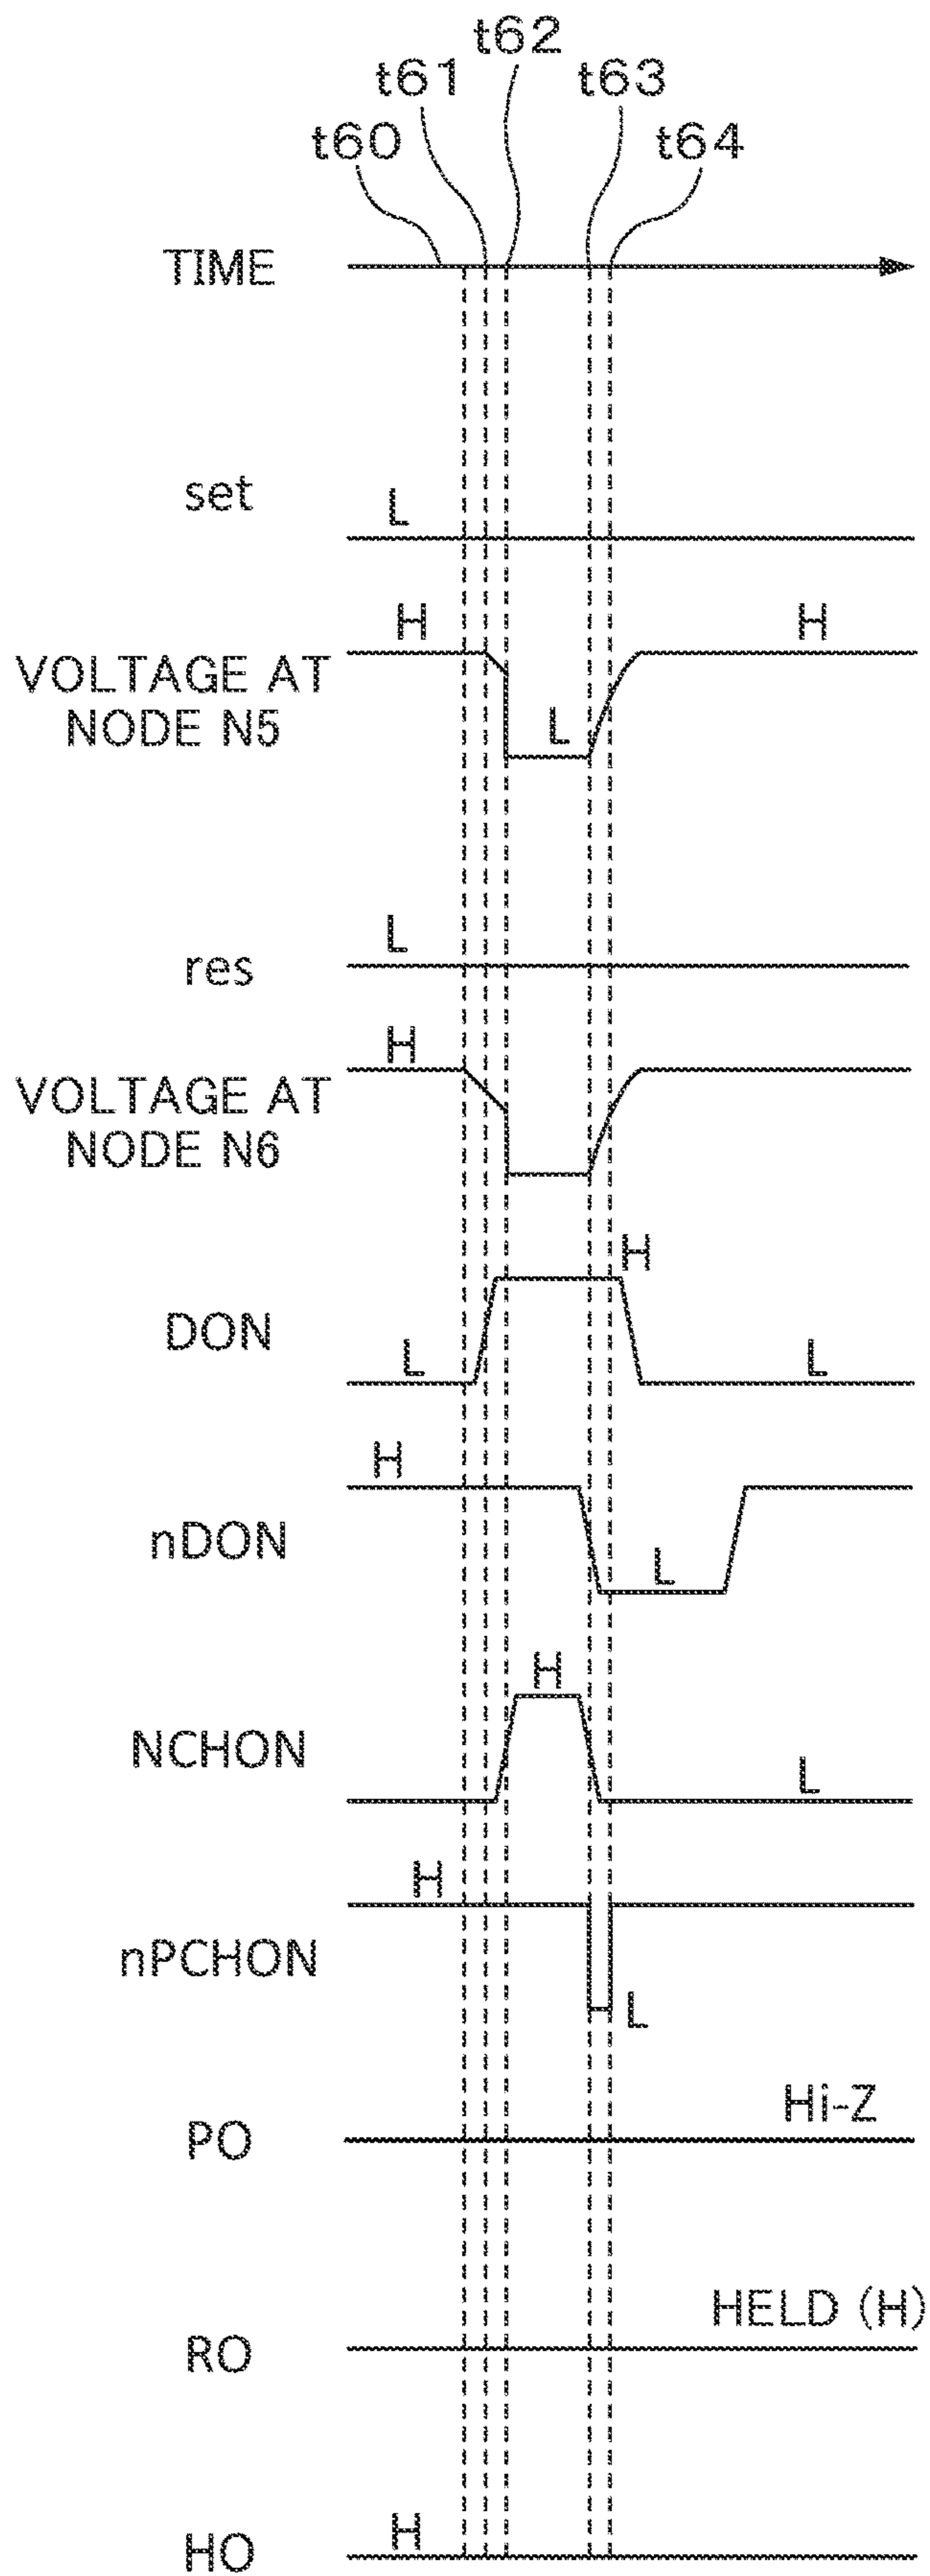 t62
t61 t63
t60 t64
TIME
set L
H H
VOLTAGE AT
NODE N5 L
res L
H
VOLTAGE AT
NODE N6
H
DON L L
H
nDON L
H
NCHON L
H
nPCHON L
Hi-Z
PO
HELD (H)
RO
HO H